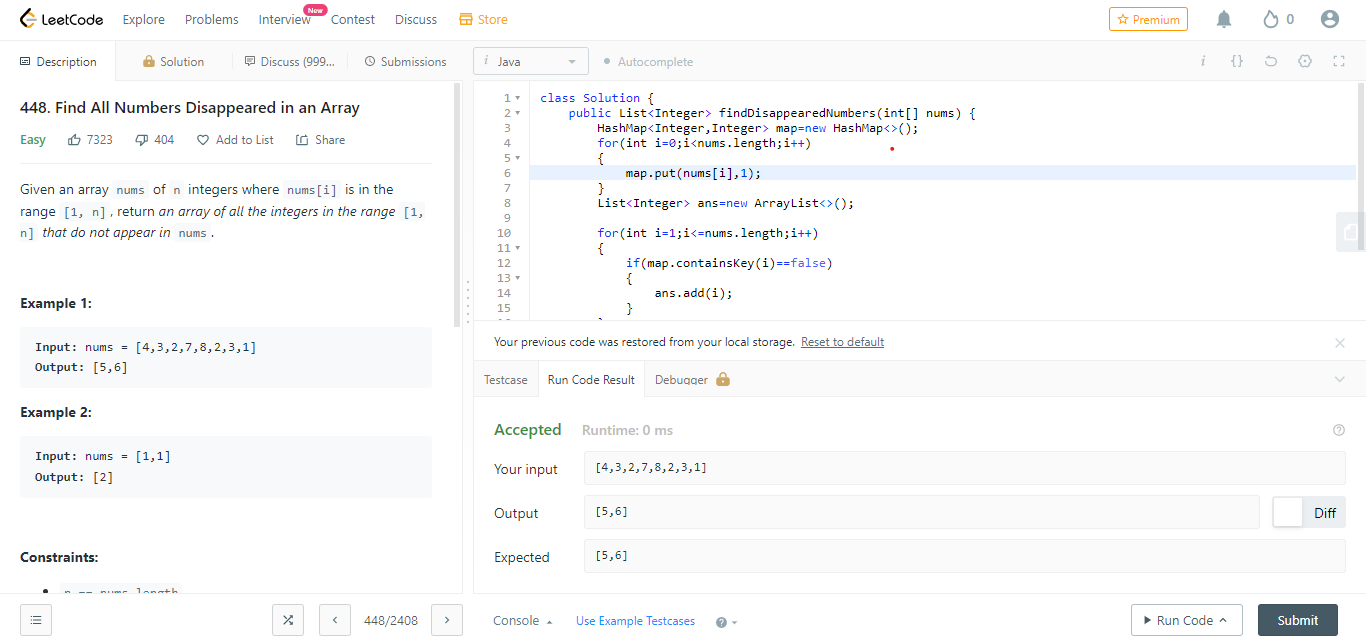 LeetCode Explore Problems Interview New Contest Discuss Store Premium 0
Description Solution Discuss (999... Submissions i Java Autocomplete i {}
448. Find All Numbers Disappeared in an Array
Easy 7323 404 Add to List Share
Given an array nums of n integers where nums[i] is in the
range [1, n] , return an array of all the integers in the range [1,
n] that do not appear in nums .
Example 1:
Input: nums = [4,3,2,7,8,2,3,1]
Output: [5,6]
Example 2:
Input: nums = [1,1]
Output: [2]
Constraints:
n == nums.length
448/2408
1 class Solution {
2 public List<Integer> findDisappearedNumbers(int[] nums) {
3 HashMap<Integer,Integer> map=new HashMap<>();
4 for(int i=0;i<nums.length;i++)
5 {
6 map.put(nums[i],1);
7 }
8 List<Integer> ans=new ArrayList<>();
9
10 for(int i=1;i<=nums.length;i++)
11 {
12 if(map.containsKey(i)==false)
13 {
14 ans.add(i);
15 }
Your previous code was restored from your local storage. Reset to default
Testcase Run Code Result Debugger
Accepted Runtime: 0 ms
Your input [4,3,2,7,8,2,3,1]
Output [5,6] Diff
Expected [5,6]
Console Use Example Testcases Run Code Submit